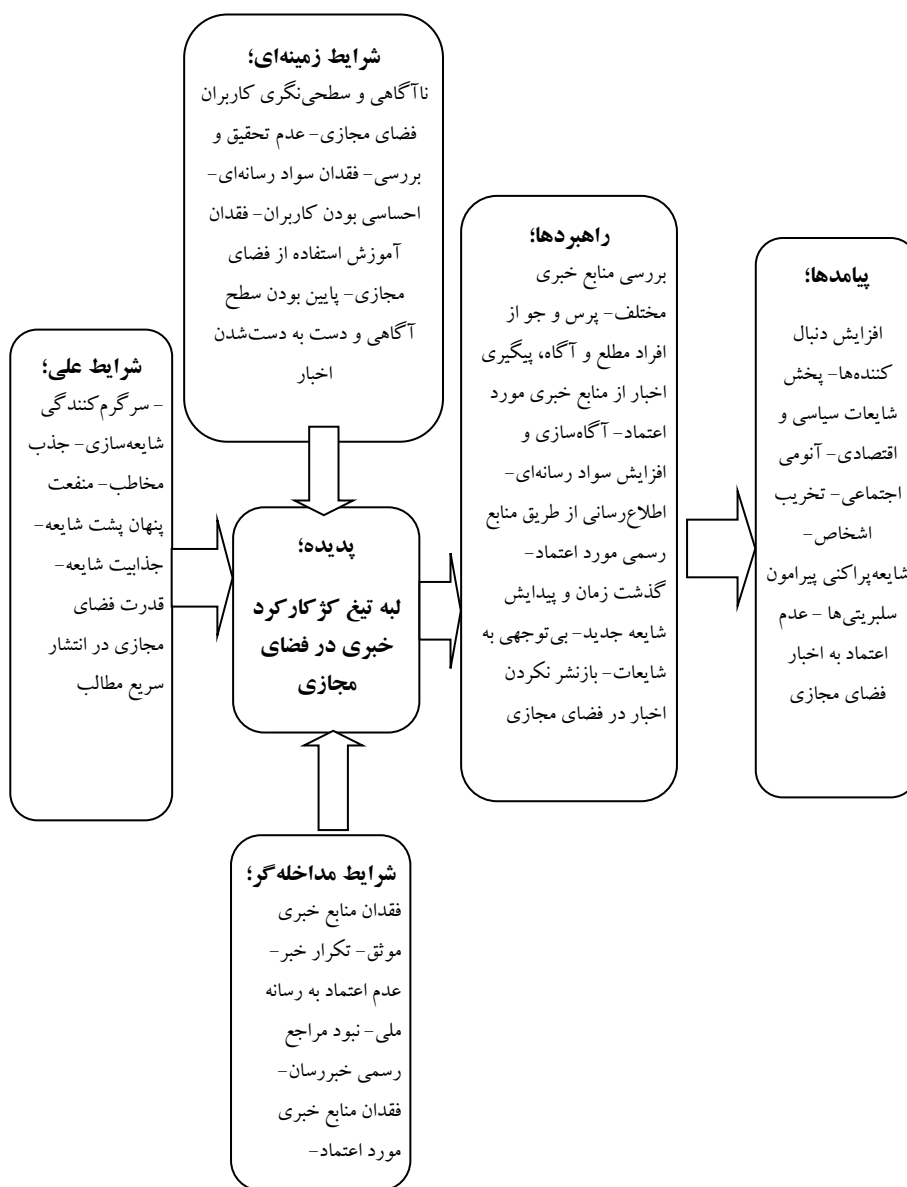 شرایط زمینه‌ای؛
ناآگاهی و سطحی‌نگری کاربران
فضای مجازی- عدم تحقیق و
بررسی- فقدان سواد رسانه‌ای-
احساسی بودن کاربران- فقدان
آموزش استفاده از فضای
مجازی- پایین بودن سطح
آگاهی و دست به دست‌شدن
اخبار
شرایط علی؛
- سرگرم‌کنندگی
شایعه‌سازی- جذب
مخاطب- منفعت
پنهان پشت شایعه-
جذابیت شایعه-
قدرت فضای
مجازی در انتشار
سریع مطالب
پدیده؛
لبه تیغ کژکارکرد
خبری در فضای
مجازی
شرایط مداخله‌گر؛
فقدان منابع خبری
موثق- تکرار خبر-
عدم اعتماد به رسانه
ملی- نبود مراجع
رسمی خبررسان-
فقدان منابع خبری
مورد اعتماد-
راهبردها؛
بررسی منابع خبری
مختلف- پرس و جو از
افراد مطلع و آگاه، پیگیری
اخبار از منابع خبری مورد
اعتماد- آگاه‌سازی و
افزایش سواد رسانه‌ای-
اطلاع‌رسانی از طریق منابع
رسمی مورد اعتماد-
گذشت زمان و پیدایش
شایعه جدید- بی‌توجهی به
شایعات- بازنشر نکردن
اخبار در فضای مجازی
پیامدها؛
افزایش دنبال
کننده‌ها- پخش
شایعات سیاسی و
اقتصادی- آنومی
اجتماعی- تخریب
اشخاص-
شایعه‌پراکنی پیرامون
سلبریتی‌ها- عدم
اعتماد به اخبار
فضای مجازی